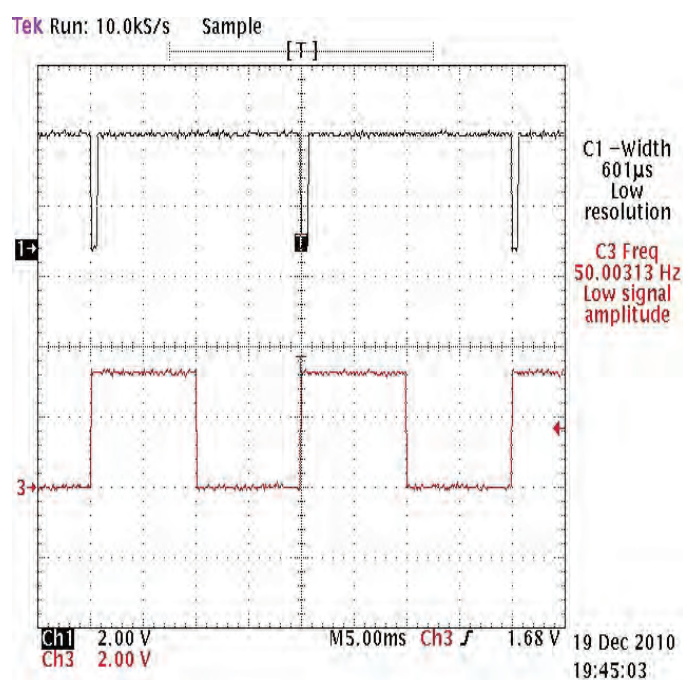 Tek Run: 10.0kS/s Sample
[T]
C1 -Width
601µs
Low
resolution
1
T
C3 Freq
50.00313 Hz
Low signal
amplitude
3
Ch1 2.00 V M5.00ms Ch3 1.68 V
Ch3 2.00 V
19 Dec 2010
19:45:03